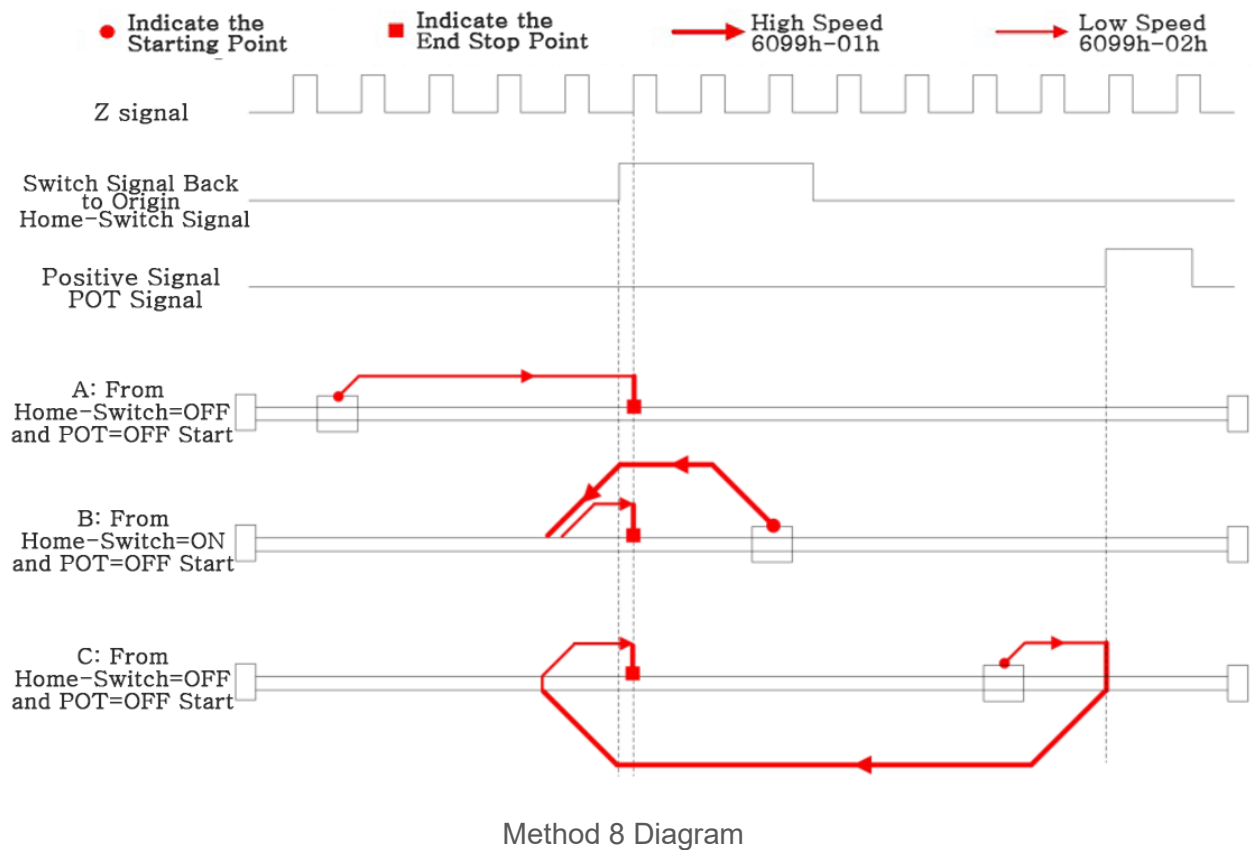 Indicate the
Starting Point
Indicate the
End Stop Point
High Speed
6099h-01h
Low Speed
6099h-02h
Z signal
Switch Signal Back
to Origin
Home-Switch Signal
Positive Signal
POT Signal
A: From
Home-Switch=OFF
and POT=OFF Start
B: From
Home-Switch=ON
and POT=OFF Start
C: From
Home-Switch=OFF
and POT=OFF Start
Method 8 Diagram